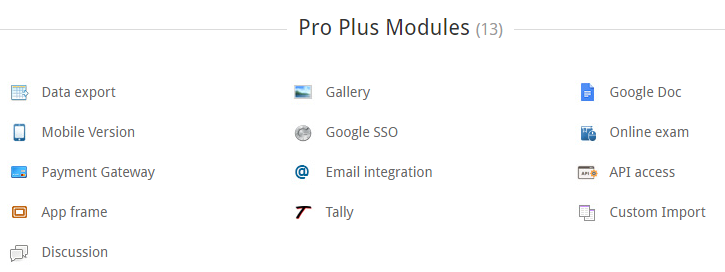 Pro Plus Modules (13)
Data export
Gallery
Google Doc
Mobile Version
Google SSO
Online exam
Payment Gateway
@
Email integration
API
API access
App frame
T
Tally
Custom Import
Discussion